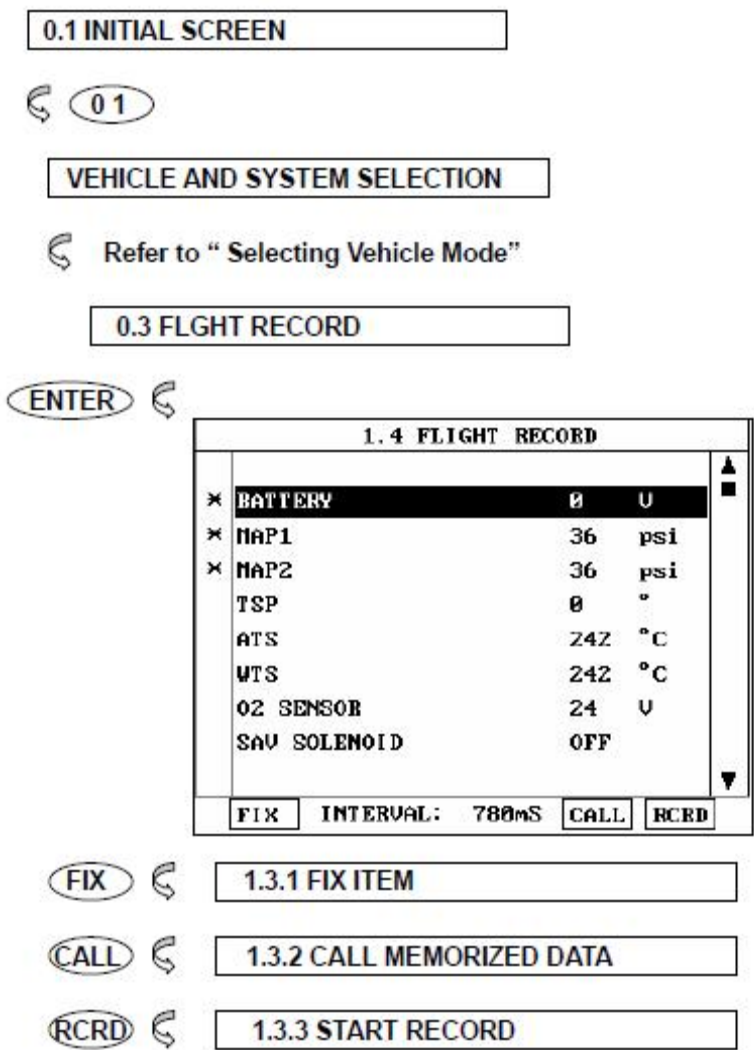 0.1 INITIAL SCREEN
0 1
VEHICLE AND SYSTEM SELECTION
Refer to “ Selecting Vehicle Mode”
0.3 FLGHT RECORD
ENTER
1.4 FLIGHT RECORD
* BATTERY 0 V
* MAP1 36 psi
* MAP2 36 psi
TSP 0 °
ATS 242 °C
WTS 242 °C
O2 SENSOR 24 V
SAV SOLENOID OFF
FIX INTERVAL: 780mS CALL RCRD
FIX 1.3.1 FIX ITEM
CALL 1.3.2 CALL MEMORIZED DATA
RCRD 1.3.3 START RECORD